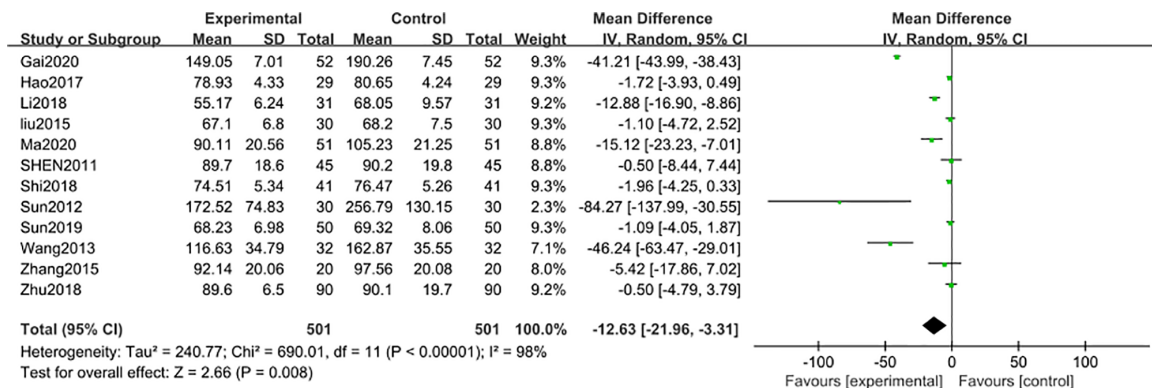 Experimental Control Mean Difference Mean Difference
Study or Subgroup Mean SD Total Mean SD Total Weight IV, Random, 95% CI IV, Random, 95% CI
Gai2020 149.05 7.01 52 190.26 7.45 52 9.3% -41.21 [-43.99, -38.43]
Hao2017 78.93 4.33 29 80.65 4.24 29 9.3% -1.72 [-3.93, 0.49]
Li2018 55.17 6.24 31 68.05 9.57 31 9.2% -12.88 [-16.90, -8.86]
liu2015 67.1 6.8 30 68.2 7.5 30 9.3% -1.10 [-4.72, 2.52]
Ma2020 90.11 20.56 51 105.23 21.25 51 8.8% -15.12 [-23.23, -7.01]
SHEN2011 89.7 18.6 45 90.2 19.8 45 8.8% -0.50 [-8.44, 7.44]
Shi2018 74.51 5.34 41 76.47 5.26 41 9.3% -1.96 [-4.25, 0.33]
Sun2012 172.52 74.83 30 256.79 130.15 30 2.3% -84.27 [-137.99, -30.55]
Sun2019 68.23 6.98 50 69.32 8.06 50 9.3% -1.09 [-4.05, 1.87]
Wang2013 116.63 34.79 32 162.87 35.55 32 7.1% -46.24 [-63.47, -29.01]
Zhang2015 92.14 20.06 20 97.56 20.08 20 8.0% -5.42 [-17.86, 7.02]
Zhu2018 89.6 6.5 90 90.1 19.7 90 9.2% -0.50 [-4.79, 3.79]
Total (95% CI) 501 501 100.0% -12.63 [-21.96, -3.31]
Heterogeneity: Tau² = 240.77; Chi² = 690.01, df = 11 (P < 0.00001); I² = 98%
Test for overall effect: Z = 2.66 (P = 0.008)
-100 -50 0 50 100
Favours [experimental] Favours [control]